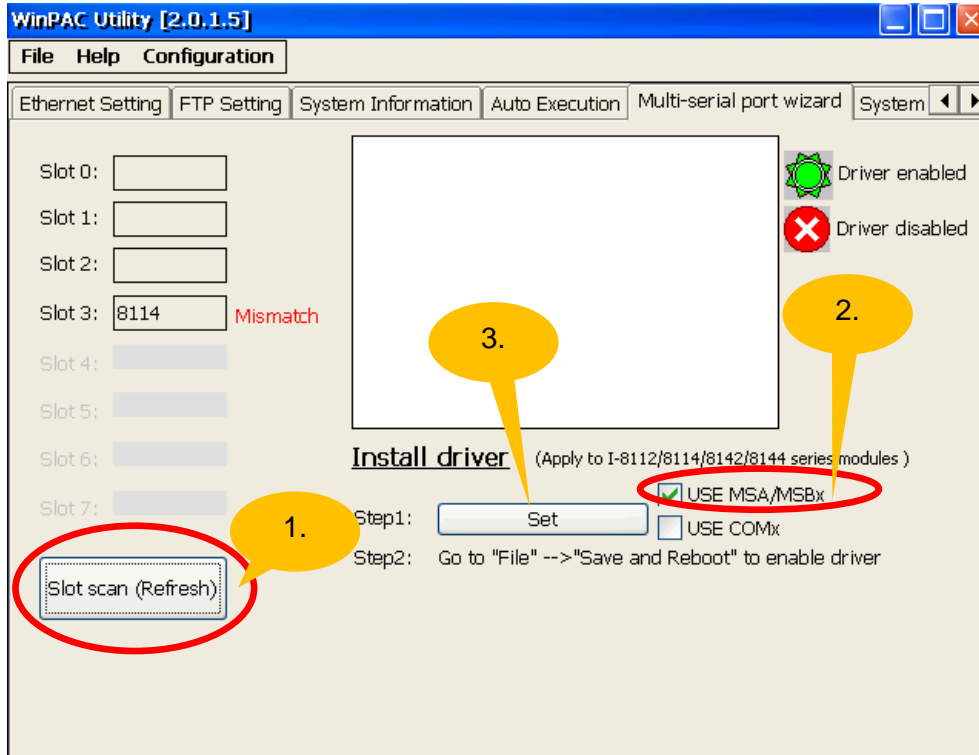 WinPAC Utility [2.0.1.5]
File Help Configuration
Ethernet Setting FTP Setting System Information Auto Execution Multi-serial port wizard System
Slot 0:
Slot 1:
Slot 2:
Slot 3: 8114 Mismatch
Slot 4:
Slot 5:
Slot 6:
Slot 7:
Slot scan (Refresh)
1.
Driver enabled
Driver disabled
2.
3.
Install driver (Apply to I-8112/8114/8142/8144 series modules )
USE MSA/MSBx
Step1: Set
USE COMx
Step2: Go to "File" -->"Save and Reboot" to enable driver